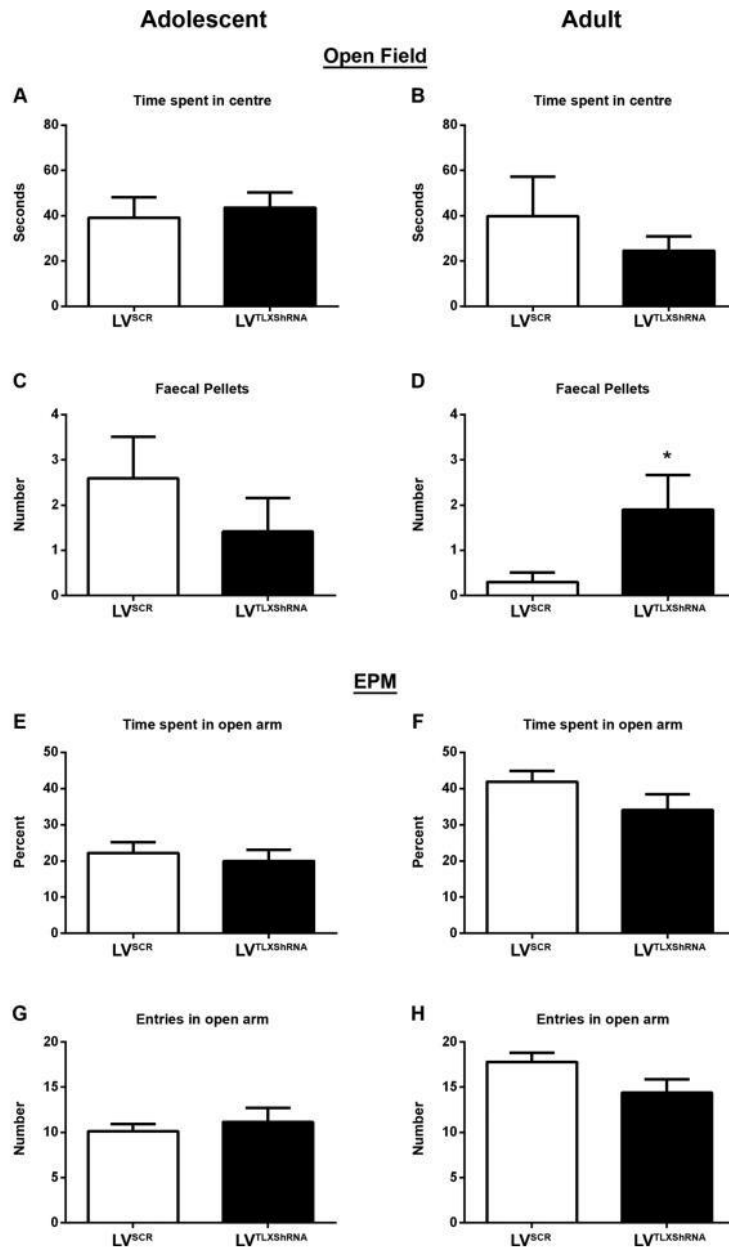 Adolescent Adult
Open Field
A B
Time spent in centre Time spent in centre
80 80
60 60
Seconds 40 Seconds 40
20 20
0 0
LV^SCR LV^TLXShRNA LV^SCR LV^TLXShRNA
C D
Faecal Pellets Faecal Pellets
4 4
3 3
*
Number 2 Number 2
1 1
0 0
LV^SCR LV^TLXShRNA LV^SCR LV^TLXShRNA
EPM
E F
Time spent in open arm Time spent in open arm
50 50
40 40
30 30
Percent Percent
20 20
10 10
0 0
LV^SCR LV^TLXShRNA LV^SCR LV^TLXShRNA
G H
Entries in open arm Entries in open arm
20 20
15 15
Number 10 Number 10
5 5
0 0
LV^SCR LV^TLXShRNA LV^SCR LV^TLXShRNA